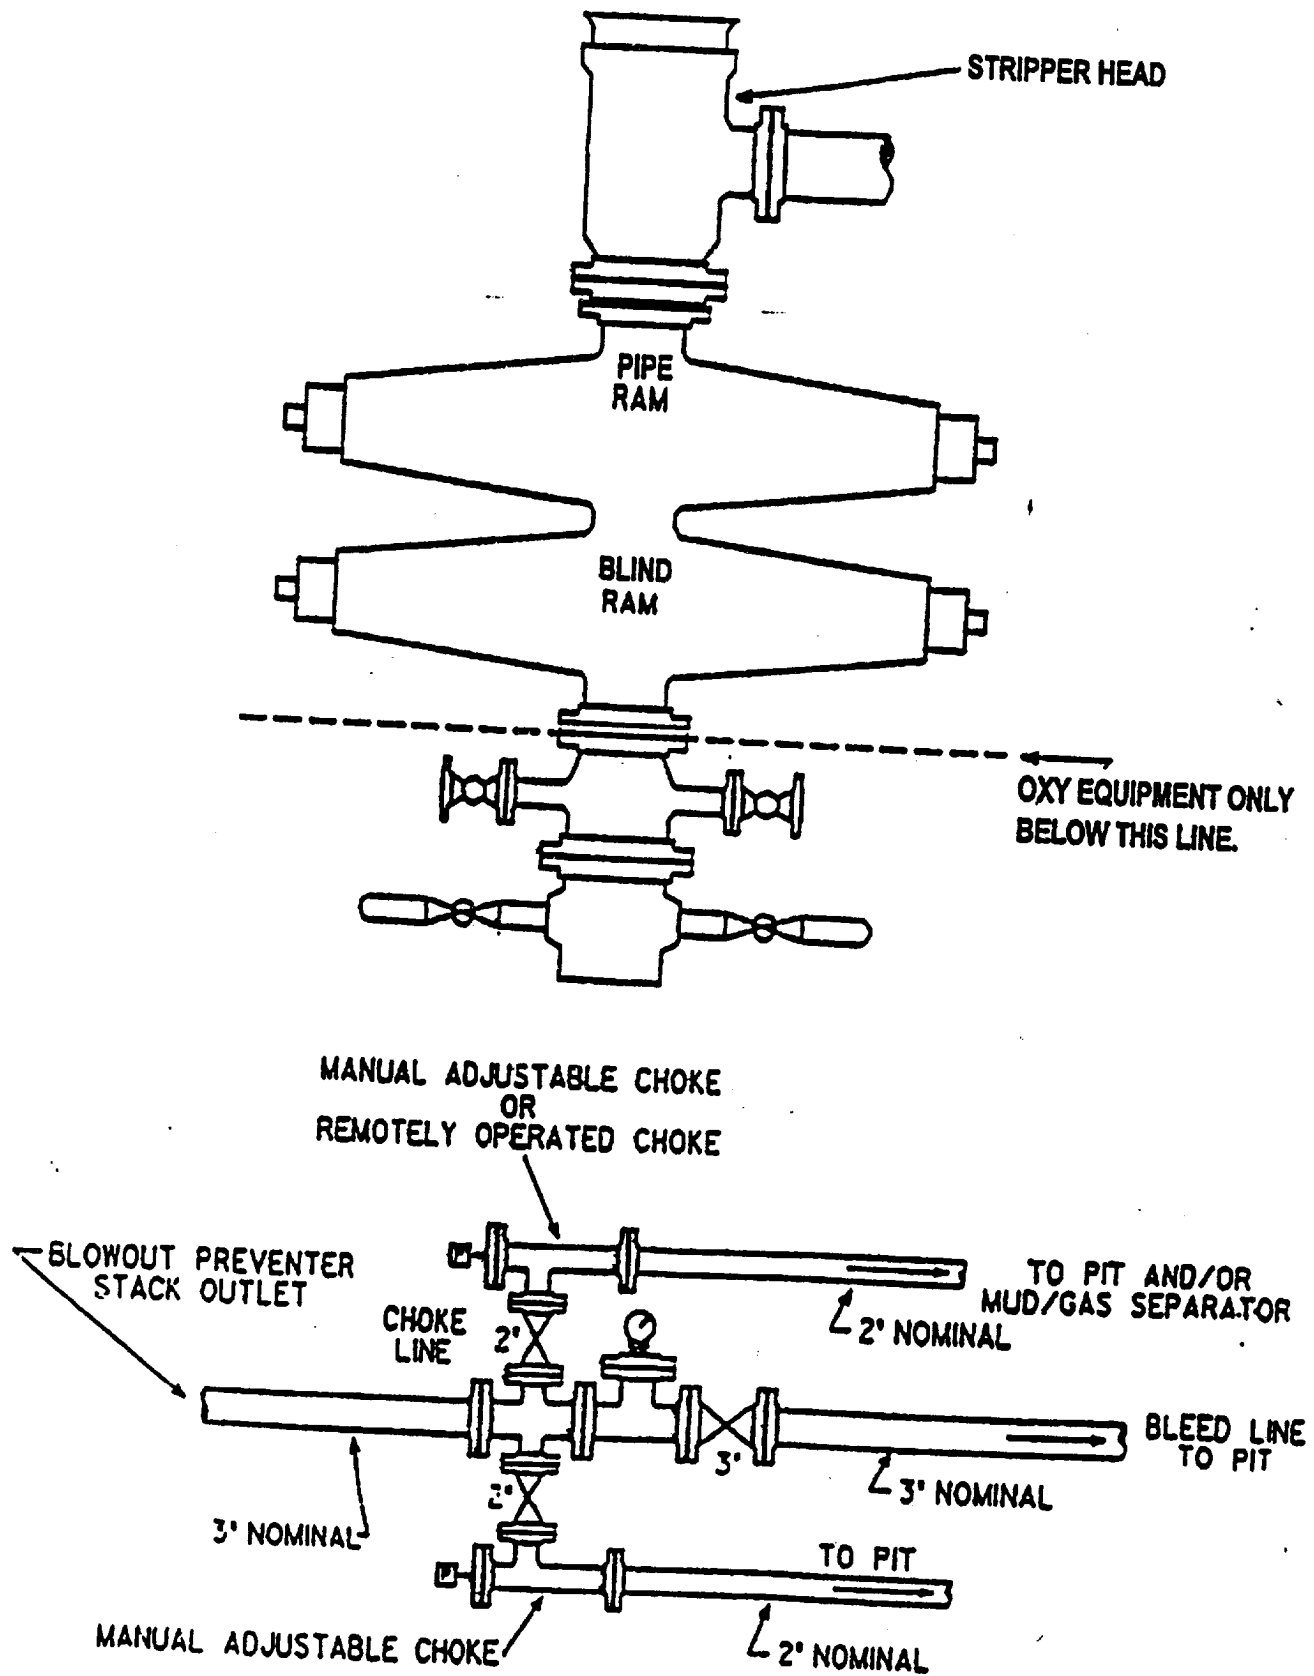 STRIPPER HEAD
PIPE
RAM
BLIND
RAM
OXY EQUIPMENT ONLY
BELOW THIS LINE.
MANUAL ADJUSTABLE CHOKE
OR
REMOTELY OPERATED CHOKE
BLOWOUT PREVENTER
STACK OUTLET
CHOKE
LINE
2"
TO PIT AND/OR
MUD/GAS SEPARATOR
2" NOMINAL
BLEED LINE
TO PIT
3"
3" NOMINAL
2"
3" NOMINAL
TO PIT
MANUAL ADJUSTABLE CHOKE
2" NOMINAL